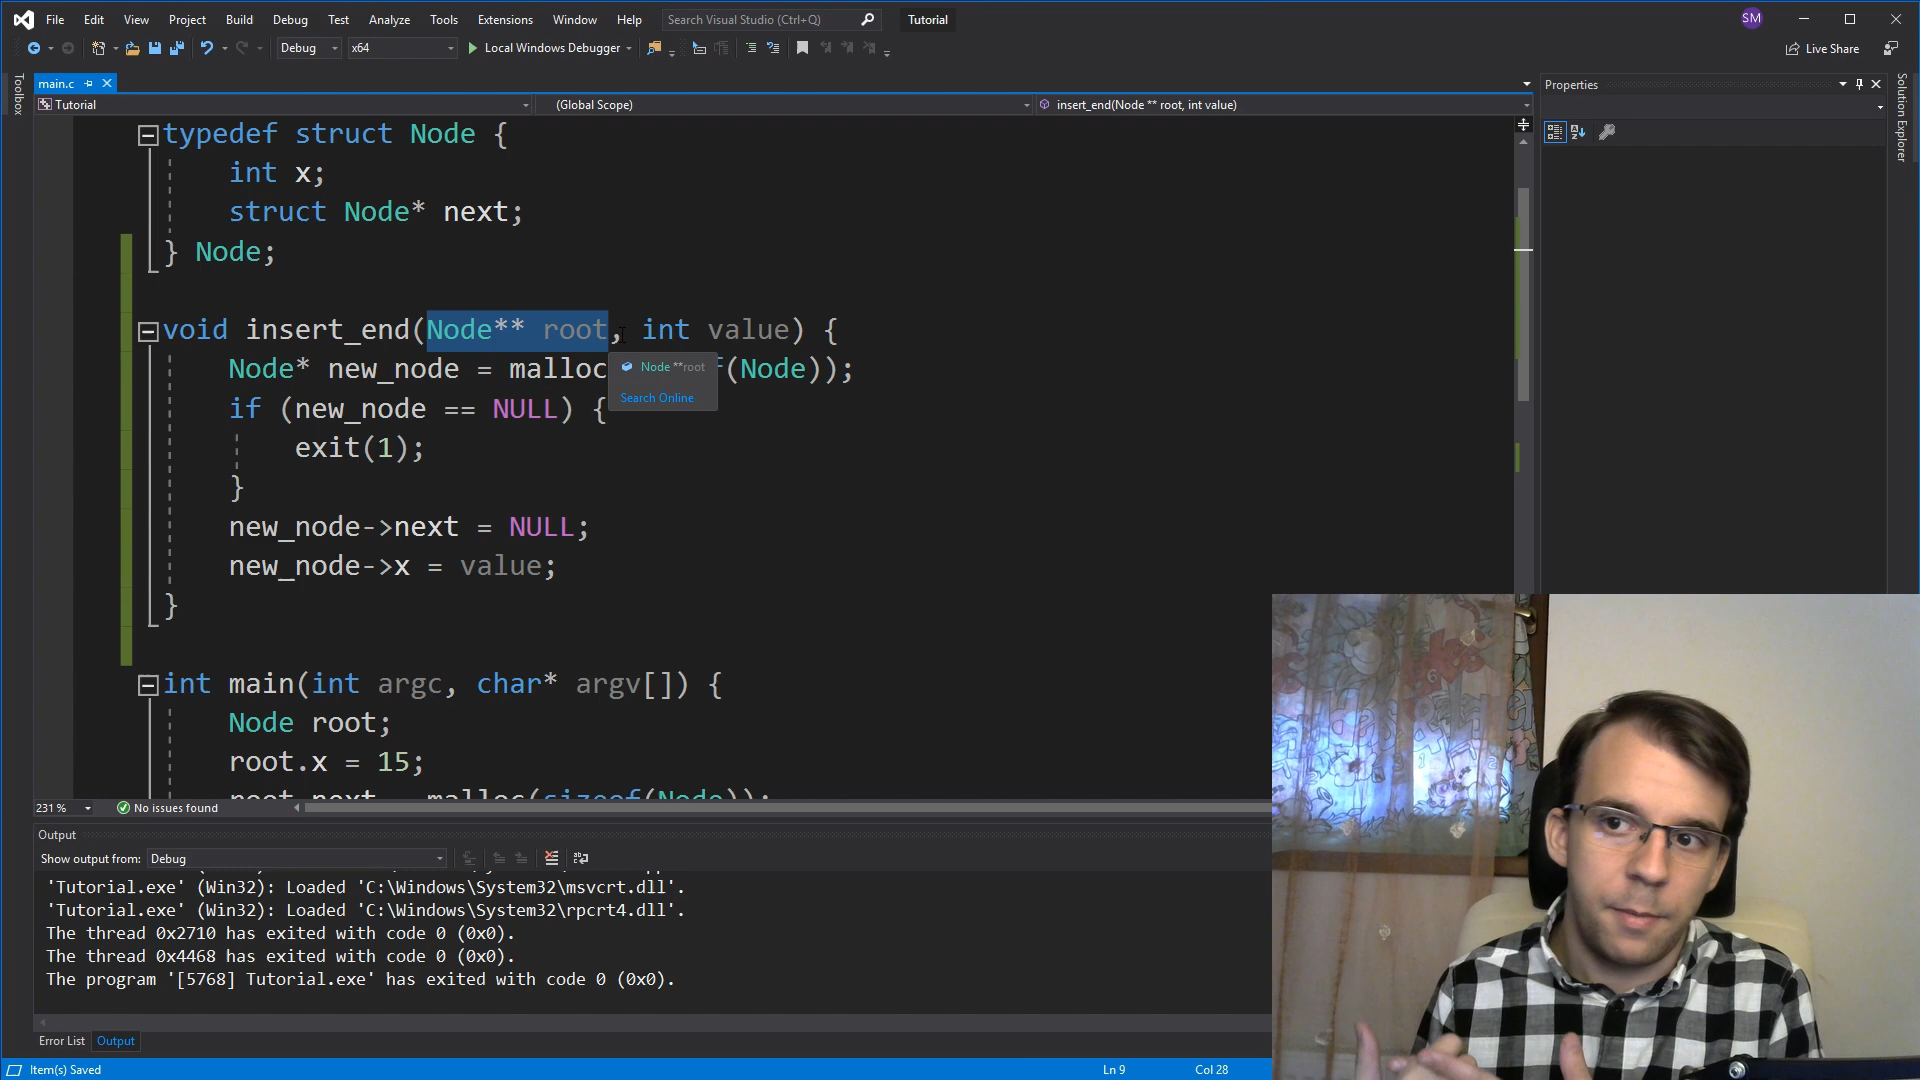 File Edit View Project Build Debug Test Analyze Tools Extensions Window Help Search Visual Studio (Ctrl+Q) Tutorial SM
Debug x64 Local Windows Debugger Live Share
Toolbox
main.c
Tutorial (Global Scope) insert_end(Node ** root, int value)
typedef struct Node {
int x;
struct Node* next;
} Node;
void insert_end(Node** root, int value) {
Node* new_node = malloc f(Node));
Node **root
Search Online
if (new_node == NULL) {
exit(1);
}
new_node->next = NULL;
new_node->x = value;
}
int main(int argc, char* argv[]) {
Node root;
root.x = 15;
root.next = malloc(sizeof(Node));
231 % No issues found
Output
Show output from: Debug
'Tutorial.exe' (Win32): Loaded 'C:\Windows\System32\msvcrt.dll'.
'Tutorial.exe' (Win32): Loaded 'C:\Windows\System32\rpcrt4.dll'.
The thread 0x2710 has exited with code 0 (0x0).
The thread 0x4468 has exited with code 0 (0x0).
The program '[5768] Tutorial.exe' has exited with code 0 (0x0).
Error List Output
Item(s) Saved Ln 9 Col 28
Properties
Solution Explorer